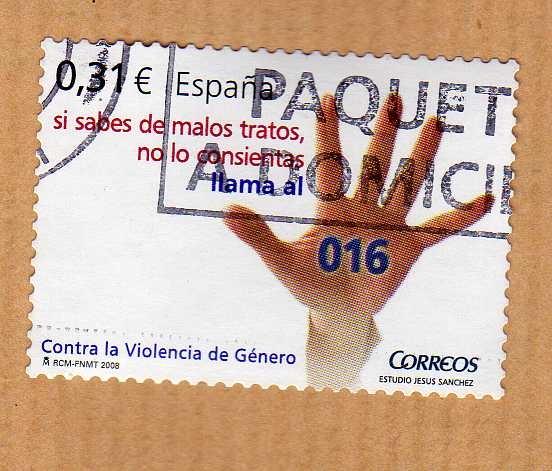 0,31 € España
si sabes de malos tratos,
no lo consientas
llama al
016
PAQUET
A DOMICI
Contra la Violencia de Género
RCM-FNMT 2008
CORREOS
ESTUDIO JESUS SANCHEZ